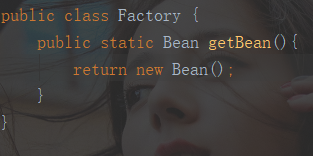 public class Factory {
    public static Bean getBean(){
        return new Bean();
    }
}